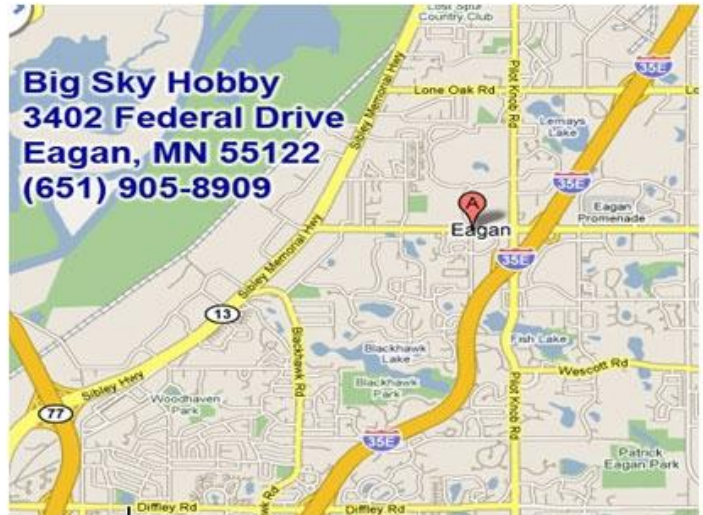 Lost Spur
Country Club
35E
Lone Oak Rd
Lo
Big Sky Hobby
3402 Federal Drive
Eagan, MN 55122
(651) 905-8909
Sibley Memorial Hwy
Pilot Knob Rd
Lemays
Lake
35E
A
Eagan
Eagan
Promenade
Sibley Memorial Hwy
35E
13
Blackhawk Rd
Blackhawk
Lake
Fish Lake
Wescott Rd
Sibley Hwy
77
Woodhaven
Park
Blackhawk
Park
Pilot Knob Rd
35E
Patrick
Eagan Park
wk Rd
Diffley Rd
Diffley Rd